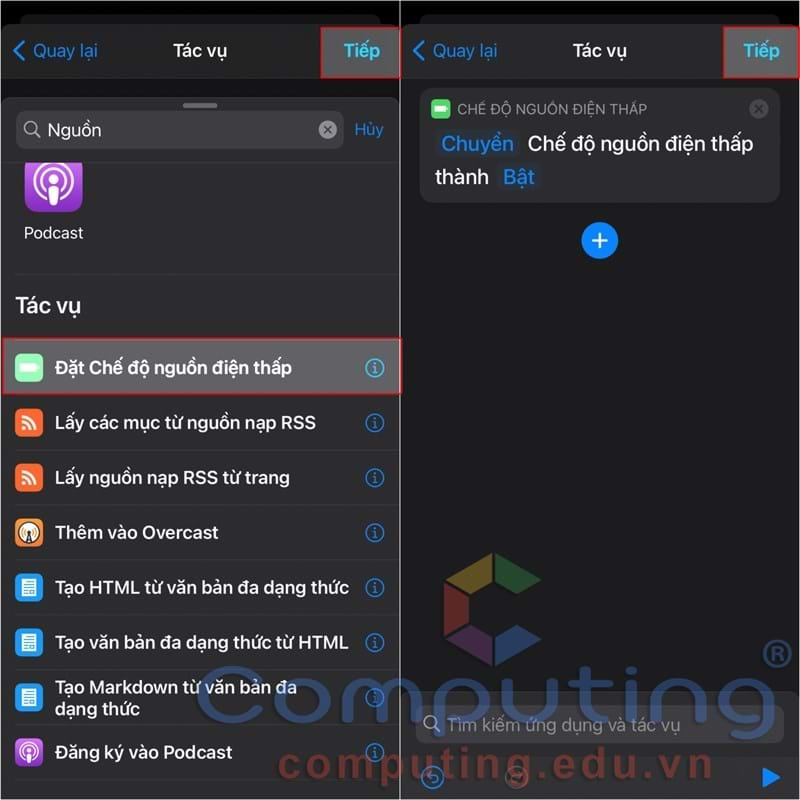 Quay lại
Tác vụ
Tiếp
Nguồn
Hủy
Podcast
Tác vụ
Đặt Chế độ nguồn điện thấp
Lấy các mục từ nguồn nạp RSS
Lấy nguồn nạp RSS từ trang
Thêm vào Overcast
Tạo HTML từ văn bản đa dạng thức
Tạo văn bản đa dạng thức từ HTML
Tạo Markdown từ văn bản đa
dạng thức
Đăng ký vào Podcast
Quay lại
Tác vụ
Tiếp
CHẾ ĐỘ NGUỒN ĐIỆN THẤP
Chuyển Chế độ nguồn điện thấp
thành Bật
Tìm kiếm ứng dụng và tác vụ
Computing ®
computing.edu.vn